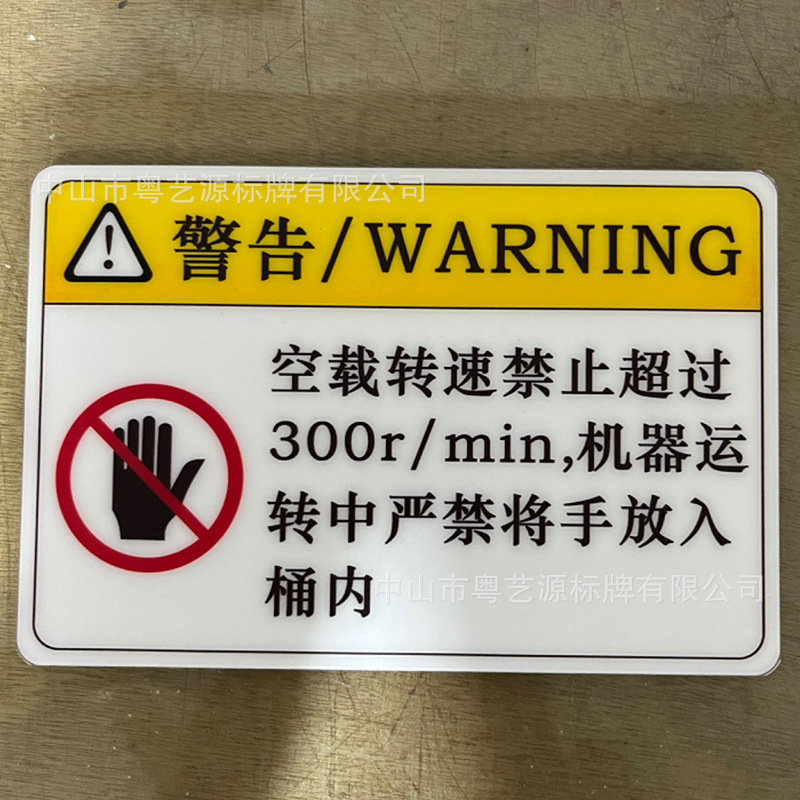 中山市粤艺源标牌有限公司
警告/WARNING
空载转速禁止超过
300r/min,机器运
转中严禁将手放入
桶内
中山市粤艺源标牌有限公司